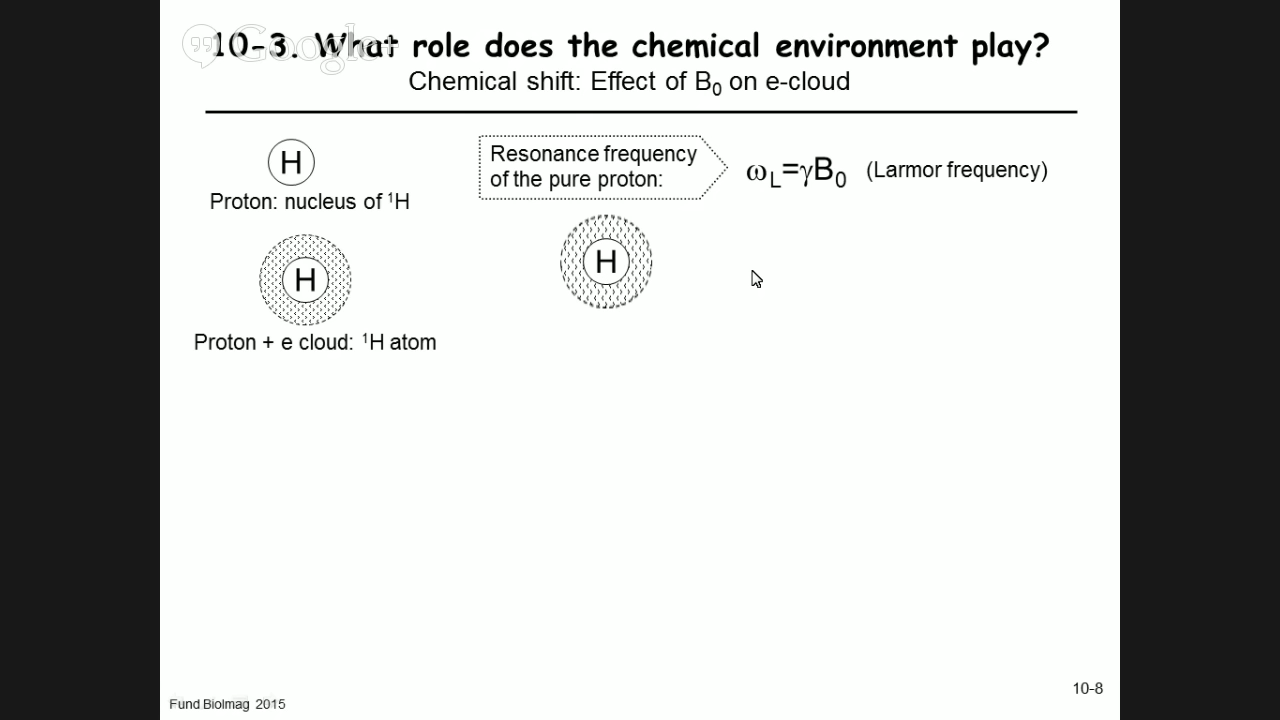 Google+
10-3. What role does the chemical environment play?
Chemical shift: Effect of B₀ on e-cloud
H
Proton: nucleus of ¹H
Resonance frequency
of the pure proton:
ω_L=γB₀ (Larmor frequency)
H
H
Proton + e cloud: ¹H atom
10-8
Fund BioImag 2015